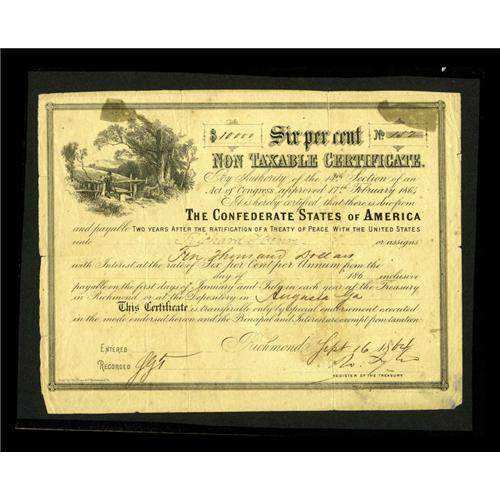 $ 10000 Six per cent No 102
NON TAXABLE CERTIFICATE.
By Authority of the 14th Section of an
Act of Congress, approved 17th February 1864
It is hereby certified that there is due from
THE CONFEDERATE STATES OF AMERICA
and payable TWO YEARS AFTER THE RATIFICATION OF A TREATY OF PEACE WITH THE UNITED STATES
unto or assigns
Ten Thousand Dollars
with Interest at the rate of Six per Cent per Annum from the
day of 186 inclusive
payable on the first days of January and July in each year at the Treasury
in Richmond or at the Depository in Augusta Ga
This Certificate is transferable only by special endorsement executed
in the mode endorsed hereon and the Principal and Interest are exempt from taxation
Richmond, Sept 16 1864
ENTERED
RECORDED
REGISTER OF THE TREASURY